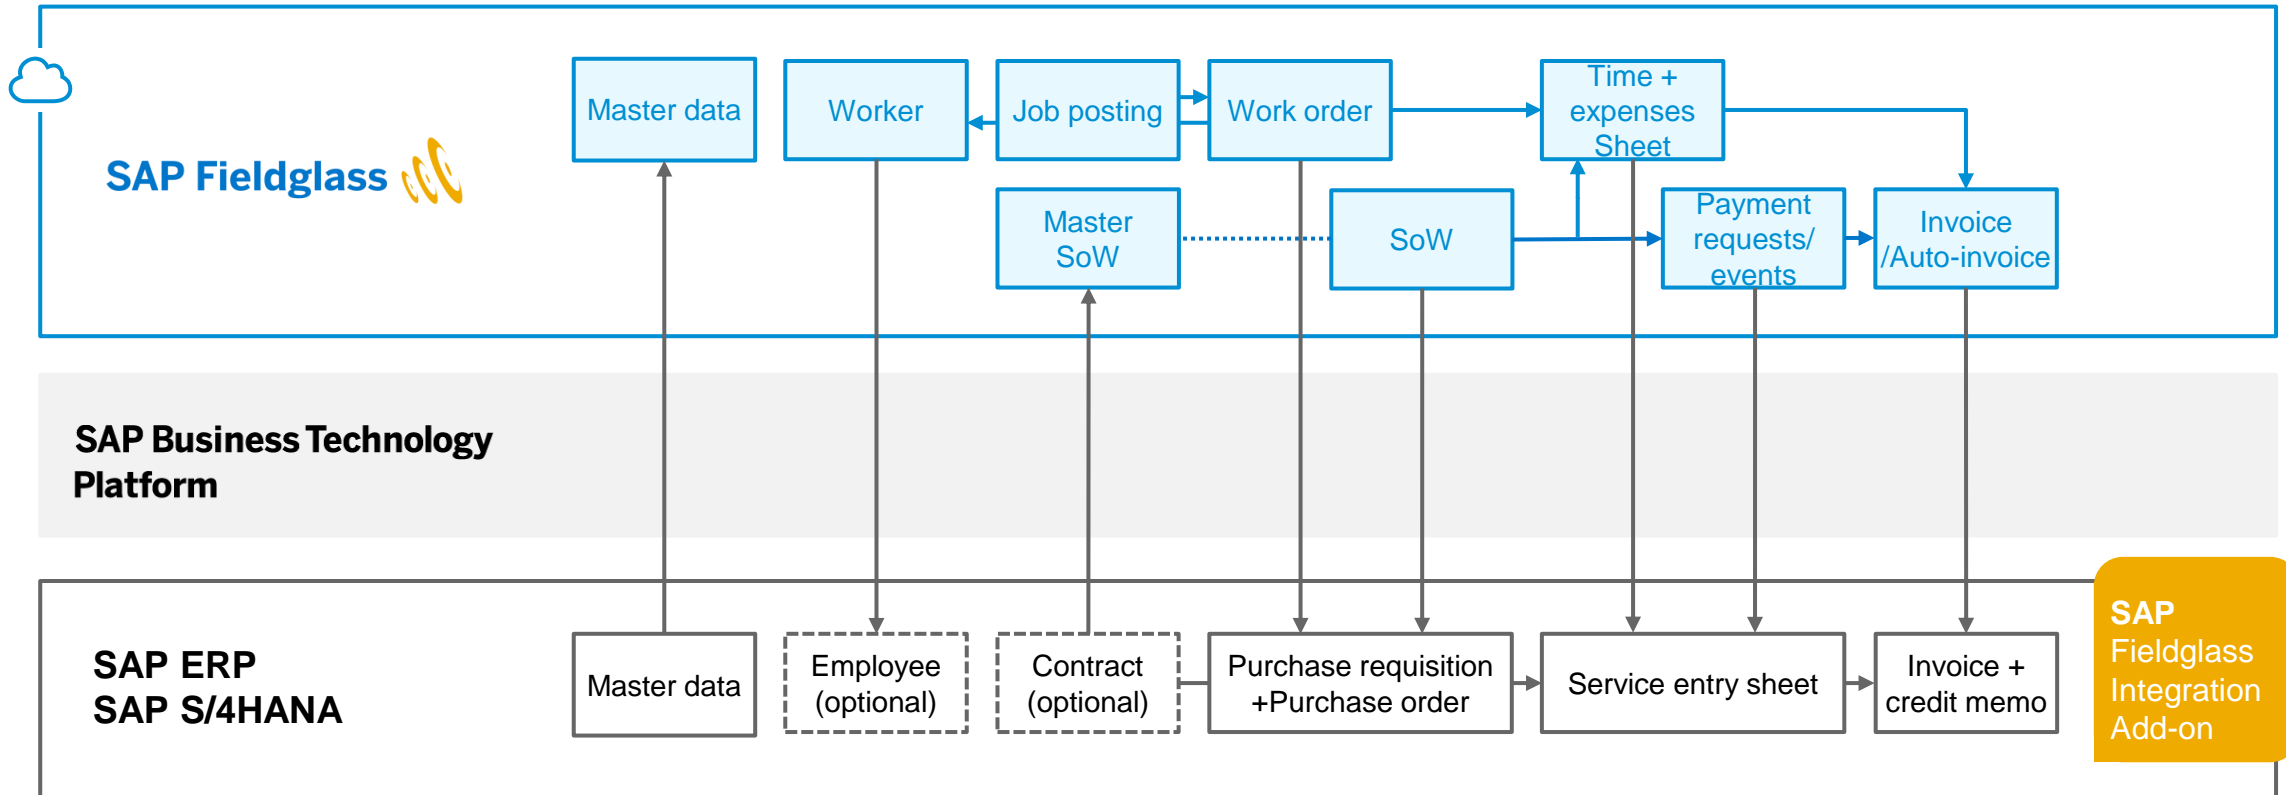 SAP Fieldglass
Master data
Worker
Job posting
Work order
Time +
expenses
Sheet
Master
SoW
SoW
Payment
requests/
events
Invoice
/Auto-invoice
SAP Business Technology
Platform
SAP ERP
SAP S/4HANA
Master data
Employee
(optional)
Contract
(optional)
Purchase requisition
+Purchase order
Service entry sheet
Invoice +
credit memo
SAP
Fieldglass
Integration
Add-on